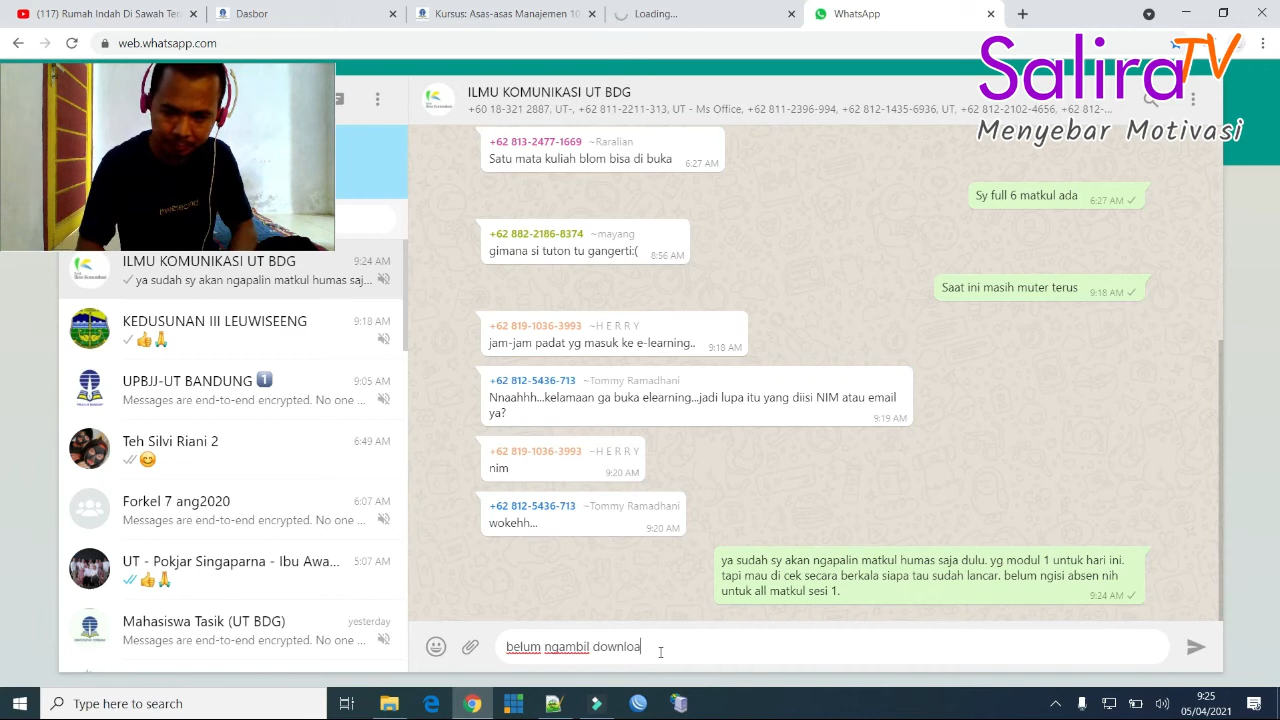 (117) Rumah Indah Di Sawah Ter
Dasbor
Kursus: Asas-asas Manajemen 10
Loading...
WhatsApp
web.whatsapp.com
Salira TV
Menyebar Motivasi
ILMU KOMUNIKASI UT BDG
+60 18-321 2887, UT-, +62 811-2211-313, UT - Ms Office, +62 811-2396-994, +62 812-1435-6936, UT, +62 812-2102-4656, +62 812-...
+62 813-2477-1669 ~Raralian
Satu mata kuliah blom bisa di buka
6:27 AM
Sy full 6 matkul ada
6:27 AM
+62 882-2186-8374 ~mayang
gimana si tuton tu gangerti:(
8:56 AM
Saat ini masih muter terus
9:18 AM
+62 819-1036-3993 ~H E R R Y
jam-jam padat yg masuk ke e-learning..
9:18 AM
+62 812-5436-713 ~Tommy Ramadhani
Nnaahhh...kelamaan ga buka elearning...jadi lupa itu yang diisi NIM atau email
ya?
9:19 AM
+62 819-1036-3993 ~H E R R Y
nim
9:20 AM
+62 812-5436-713 ~Tommy Ramadhani
wokehh...
9:20 AM
ya sudah sy akan ngapalin matkul humas saja dulu. yg modul 1 untuk hari ini.
tapi mau di cek secara berkala siapa tau sudah lancar. belum ngisi absen nih
untuk all matkul sesi 1.
9:24 AM
belum ngambil downloa
ILMU KOMUNIKASI UT BDG
9:24 AM
ya sudah sy akan ngapalin matkul humas saj...
KEDUSUNAN III LEUWISEENG
9:18 AM
👍🙏
UPBJJ-UT BANDUNG 1️⃣
9:05 AM
Messages are end-to-end encrypted. No one ...
Teh Silvi Riani 2
6:49 AM
😊
Forkel 7 ang2020
6:07 AM
Messages are end-to-end encrypted. No one ...
UT - Pokjar Singaparna - Ibu Awa...
5:07 AM
👍🙏
Mahasiswa Tasik (UT BDG)
yesterday
Messages are end-to-end encrypted. No one ...
Type here to search
9:25
05/04/2021